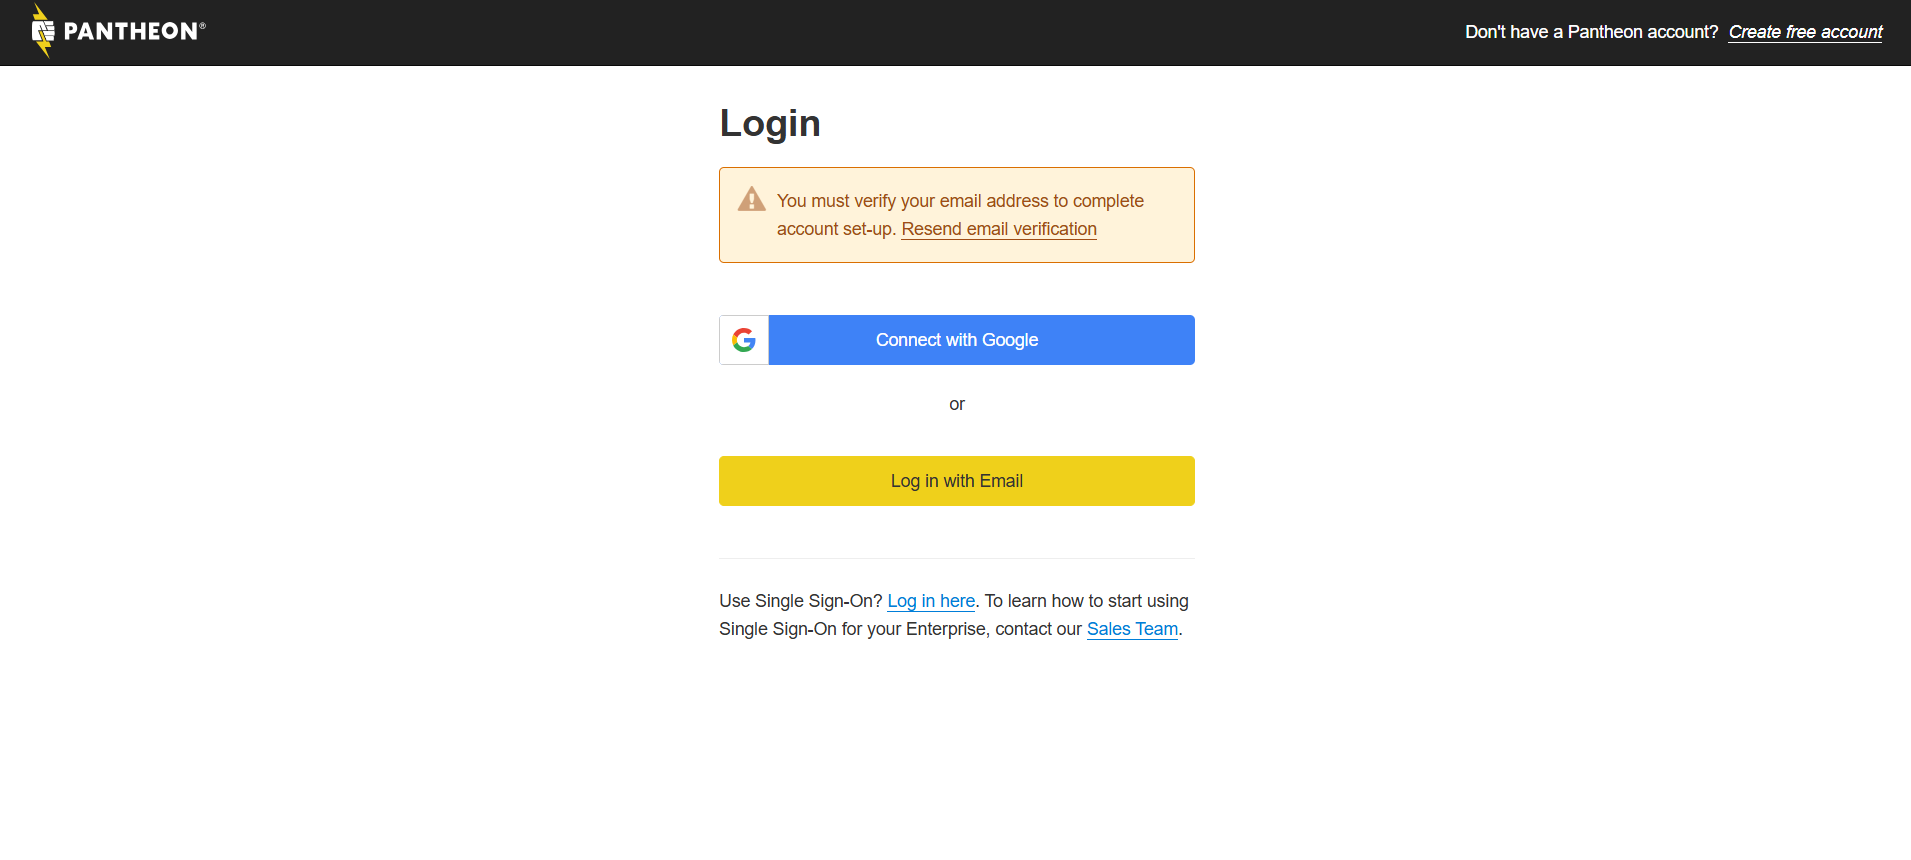 PANTHEON®
Don't have a Pantheon account? Create free account
Login
You must verify your email address to complete
account set-up. Resend email verification
Connect with Google
or
Log in with Email
Use Single Sign-On? Log in here. To learn how to start using
Single Sign-On for your Enterprise, contact our Sales Team.